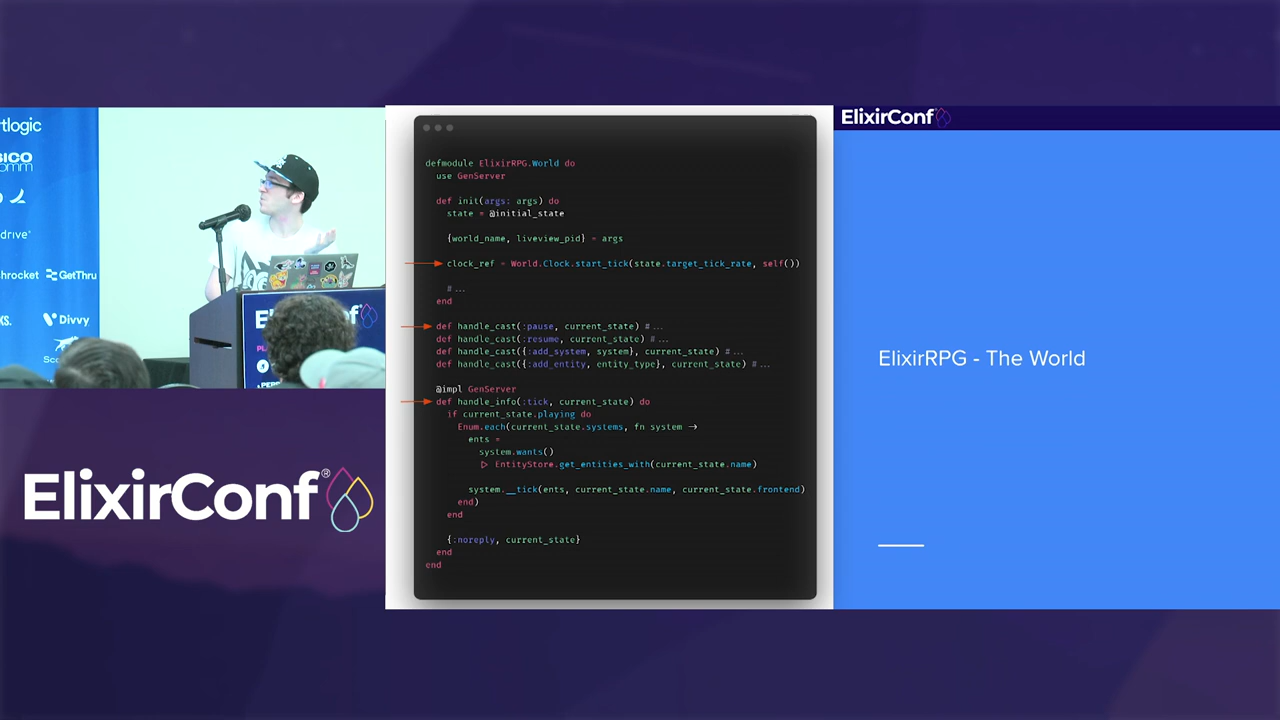 rtlogic
SICO
comm
drive
shrocket GetThru
KS. Divvy
ElixirConf
defmodule ElixirRPG.World do
use GenServer
def init(args: args) do
state = @initial_state
{world_name, liveview_pid} = args
clock_ref = World.Clock.start_tick(state.target_tick_rate, self())
# ...
end
def handle_cast(:pause, current_state) # ...
def handle_cast(:resume, current_state) # ...
def handle_cast({:add_system, system}, current_state) # ...
def handle_cast({:add_entity, entity_type}, current_state) # ...
@impl GenServer
def handle_info(:tick, current_state) do
if current_state.playing do
Enum.each(current_state.systems, fn system ->
ents =
system.wants()
|> EntityStore.get_entities_with(current_state.name)
system.__tick(ents, current_state.name, current_state.frontend)
end)
end
{:noreply, current_state}
end
end
ElixirConf
ElixirRPG - The World